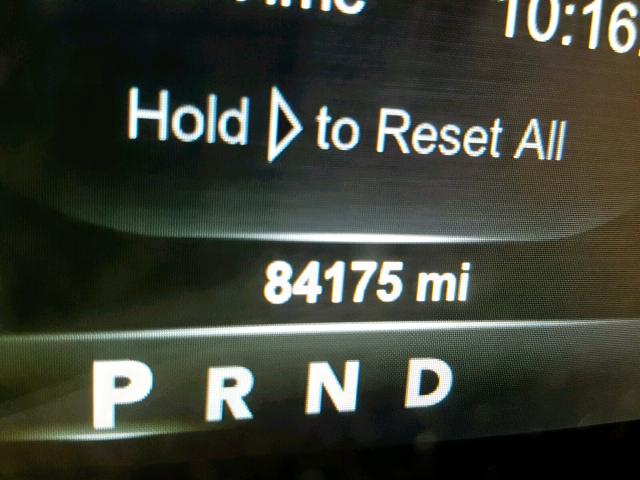 10:16
Hold ▷ to Reset All
84175 mi
P R N D